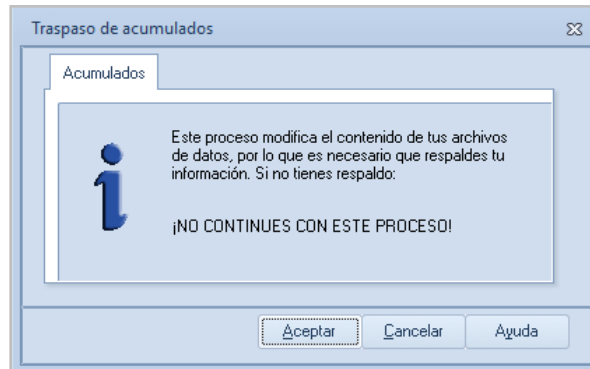 Traspaso de acumulados
Acumulados
Este proceso modifica el contenido de tus archivos
de datos, por lo que es necesario que respaldes tu
información. Si no tienes respaldo:
¡NO CONTINUES CON ESTE PROCESO!
Aceptar Cancelar Ayuda